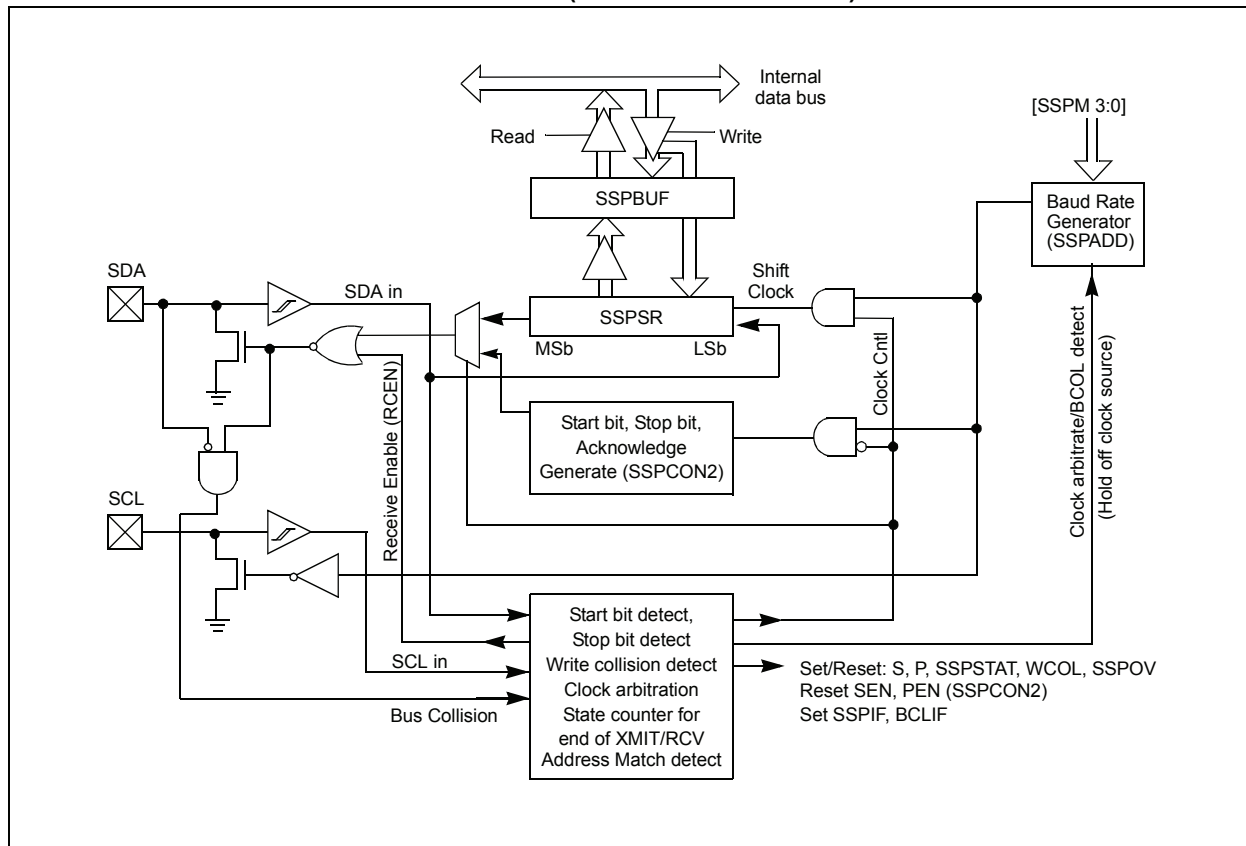 Internal
data bus
[SSPM 3:0]
Read
Write
SSPBUF
Baud Rate
Generator
(SSPADD)
SDA
SDA in
Shift
Clock
SSPSR
MSb
LSb
Receive Enable (RCEN)
Clock Cntl
Clock arbitrate/BCOL detect
(Hold off clock source)
Start bit, Stop bit,
Acknowledge
Generate (SSPCON2)
SCL
SCL in
Bus Collision
Start bit detect,
Stop bit detect
Write collision detect
Clock arbitration
State counter for
end of XMIT/RCV
Address Match detect
Set/Reset: S, P, SSPSTAT, WCOL, SSPOV
Reset SEN, PEN (SSPCON2)
Set SSPIF, BCLIF